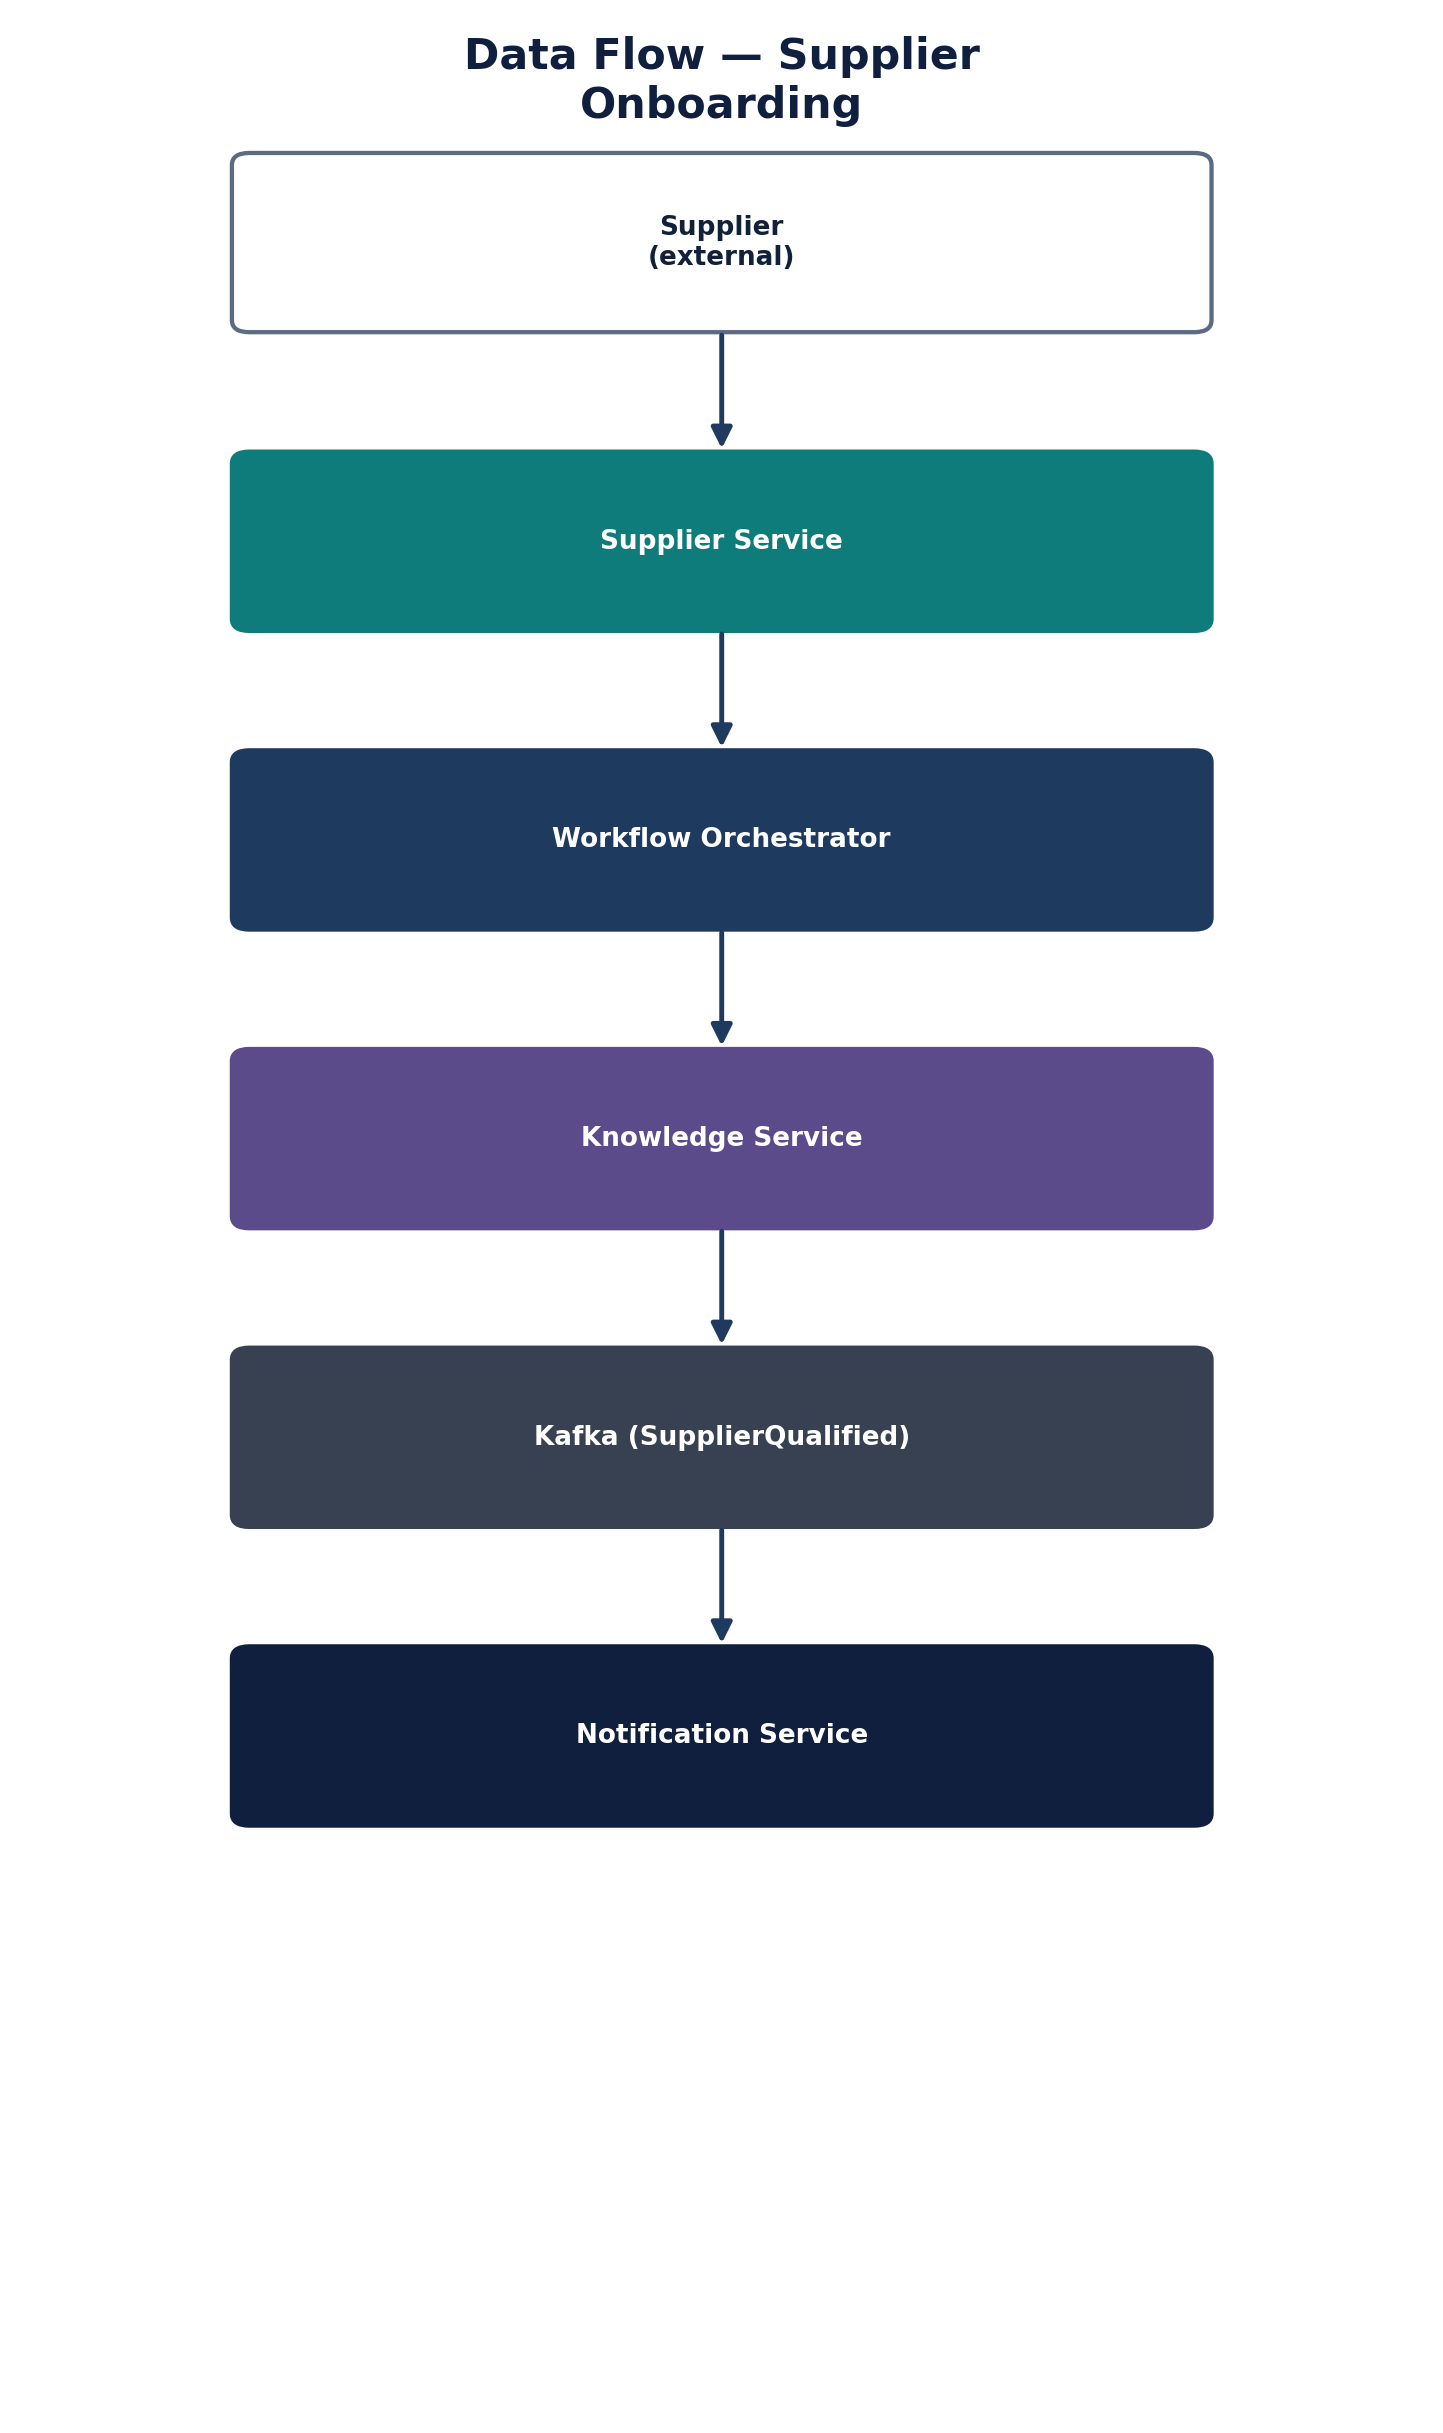 Data Flow — Supplier
Onboarding
Supplier
(external)
Supplier Service
Workflow Orchestrator
Knowledge Service
Kafka (SupplierQualified)
Notification Service